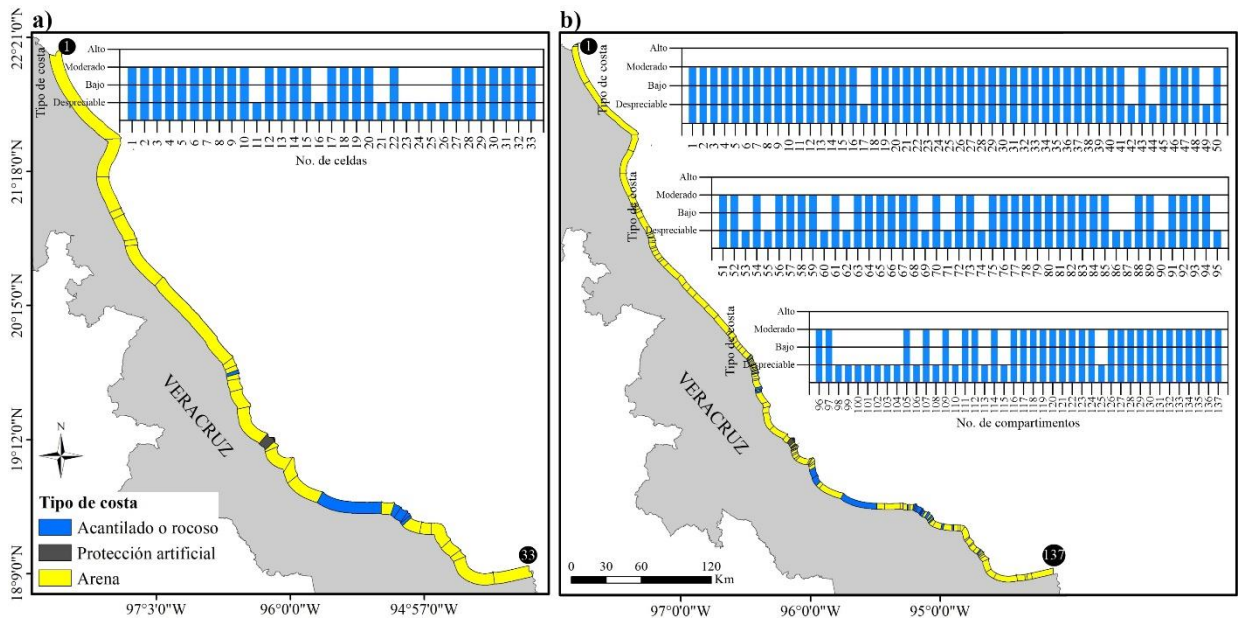 a)
1
22°21'0"N
21°18'0"N
20°15'0"N
19°12'0"N
18°9'0"N
Tipo de costa
Alto
Moderado
Bajo
Despreciable
1 2 3 4 5 6 7 8 9 10 11 12 13 14 15 16 17 18 19 20 21 22 23 24 25 26 27 28 29 30 31 32 33
No. de celdas
VERACRUZ
N
Tipo de costa
Acantilado o rocoso
Protección artificial
Arena
33
97°30'0"W 96°0'0"W 94°57'0"W
b)
1
Tipo de costa
Alto
Moderado
Bajo
Despreciable
1 2 3 4 5 6 7 8 9 10 11 12 13 14 15 16 17 18 19 20 21 22 23 24 25 26 27 28 29 30 31 32 33 34 35 36 37 38 39 40 41 42 43 44 45 46 47 48 49 50
Tipo de costa
Alto
Moderado
Bajo
Despreciable
51 52 53 54 55 56 57 58 59 60 61 62 63 64 65 66 67 68 69 70 71 72 73 74 75 76 77 78 79 80 81 82 83 84 85 86 87 88 89 90 91 92 93 94 95
Tipo de costa
Alto
Moderado
Bajo
Despreciable
96 97 98 99 100 101 102 103 104 105 106 107 108 109 110 111 112 113 114 115 116 117 118 119 120 121 122 123 124 125 126 127 128 129 130 131 132 133 134 135 136 137
No. de compartimentos
VERACRUZ
137
0 30 60 120
Km
97°0'0"W 96°0'0"W 95°0'0"W